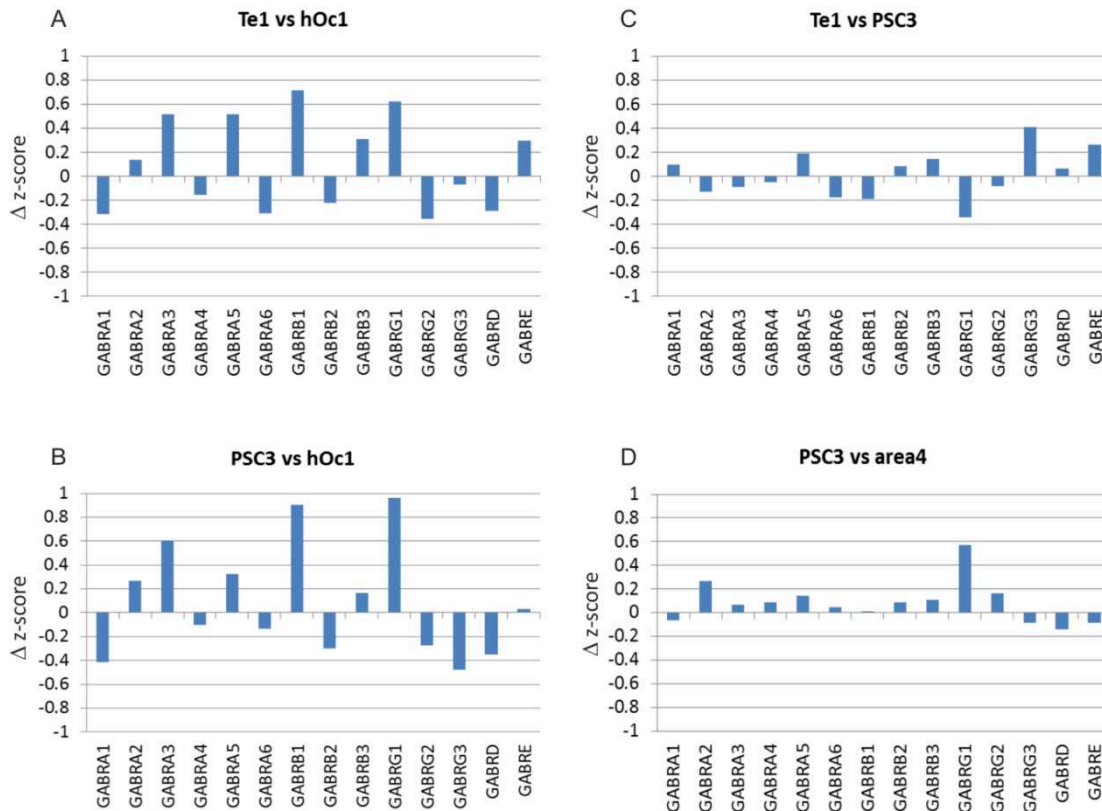 A
Te1 vs hOc1
1
0.8
0.6
0.4
0.2
0
-0.2
-0.4
-0.6
-0.8
-1
Δ z-score
GABRA1
GABRA2
GABRA3
GABRA4
GABRA5
GABRA6
GABRB1
GABRB2
GABRB3
GABRG1
GABRG2
GABRG3
GABRD
GABRE
B
PSC3 vs hOc1
1
0.8
0.6
0.4
0.2
0
-0.2
-0.4
-0.6
-0.8
-1
Δ z-score
GABRA1
GABRA2
GABRA3
GABRA4
GABRA5
GABRA6
GABRB1
GABRB2
GABRB3
GABRG1
GABRG2
GABRG3
GABRD
GABRE
C
Te1 vs PSC3
1
0.8
0.6
0.4
0.2
0
-0.2
-0.4
-0.6
-0.8
-1
Δ z-score
GABRA1
GABRA2
GABRA3
GABRA4
GABRA5
GABRA6
GABRB1
GABRB2
GABRB3
GABRG1
GABRG2
GABRG3
GABRD
GABRE
D
PSC3 vs area4
1
0.8
0.6
0.4
0.2
0
-0.2
-0.4
-0.6
-0.8
-1
Δ z-score
GABRA1
GABRA2
GABRA3
GABRA4
GABRA5
GABRA6
GABRB1
GABRB2
GABRB3
GABRG1
GABRG2
GABRG3
GABRD
GABRE